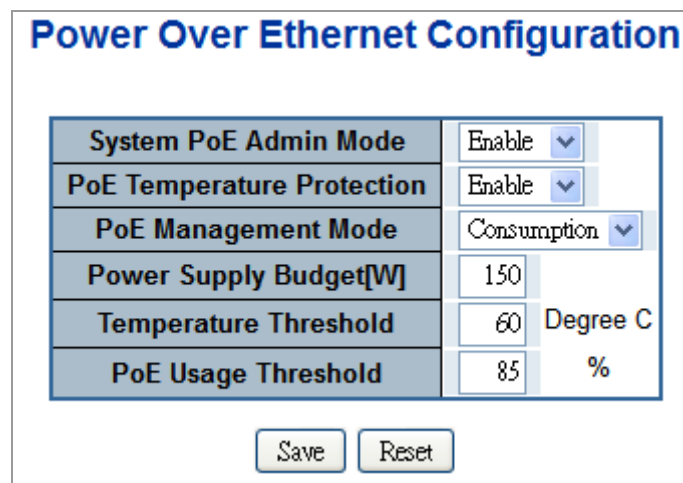 Power Over Ethernet Configuration
System PoE Admin Mode Enable
PoE Temperature Protection Enable
PoE Management Mode Consumption
Power Supply Budget[W] 150
Temperature Threshold 60 Degree C
PoE Usage Threshold 85 %
Save Reset